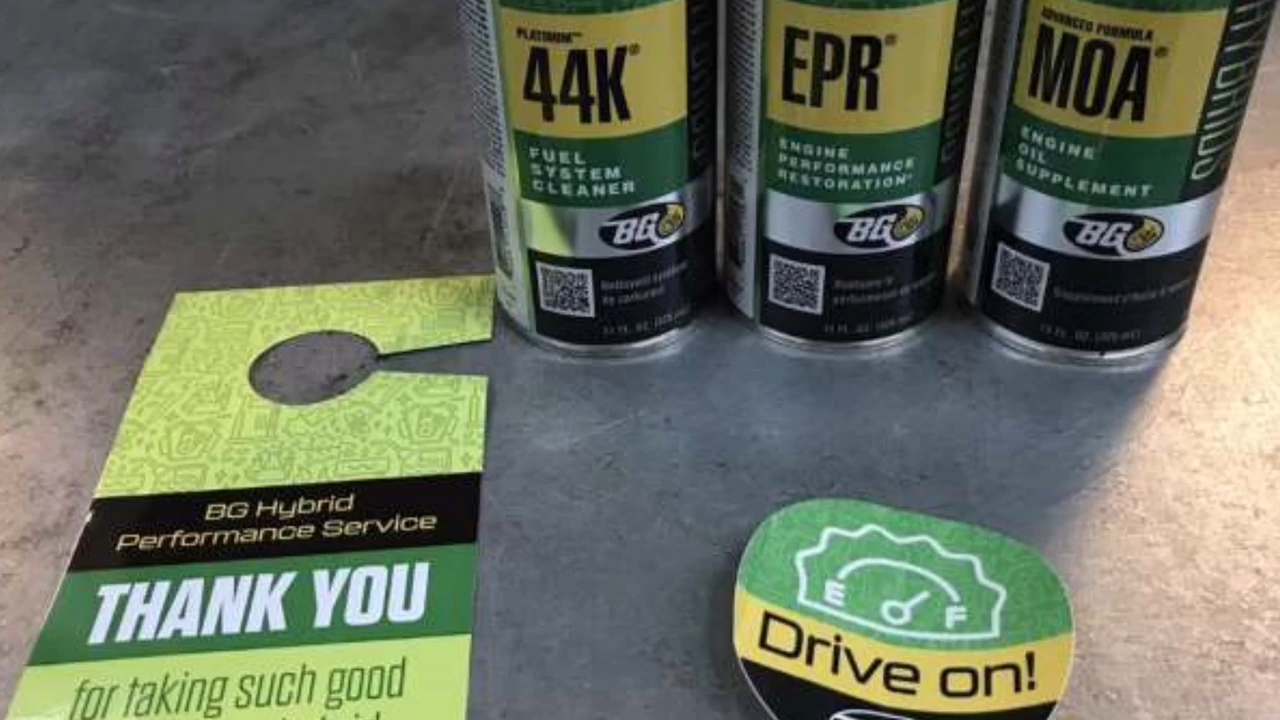 PLATINUM™
44K®
FUEL
SYSTEM
CLEANER
BG
EPR®
ENGINE
PERFORMANCE
RESTORATION®
BG
ADVANCED FORMULA
MOA®
ENGINE
OIL
SUPPLEMENT
BG
BG Hybrid
Performance Service
THANK YOU
for taking such good
E F
Drive on!